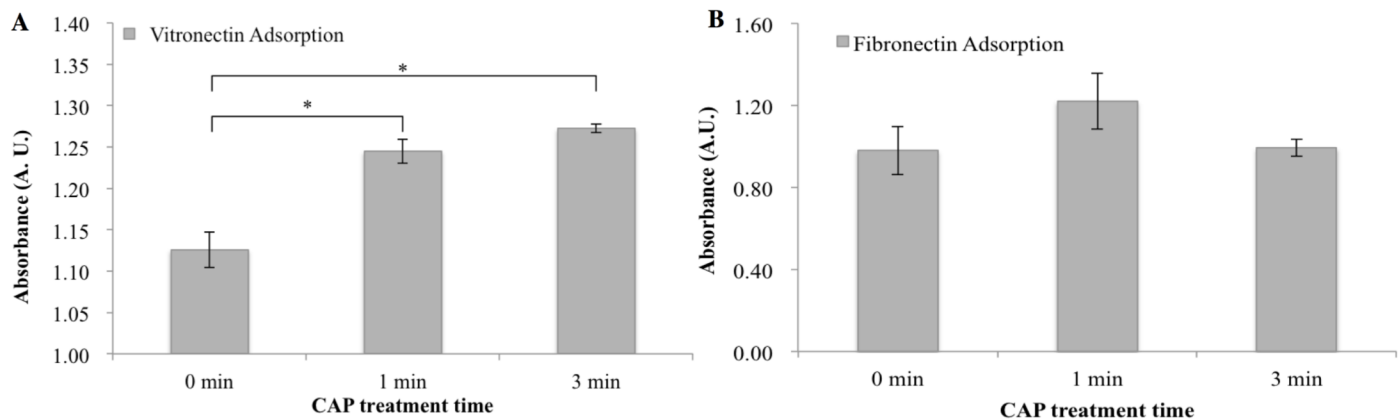 A
Vitronectin Adsorption
1.40
1.35
1.30
1.25
1.20
1.15
1.10
1.05
1.00
Absorbance (A. U.)
*
*
0 min 1 min 3 min
CAP treatment time
B
Fibronectin Adsorption
1.60
1.20
0.80
0.40
0.00
Absorbance (A.U.)
0 min 1 min 3 min
CAP treatment time